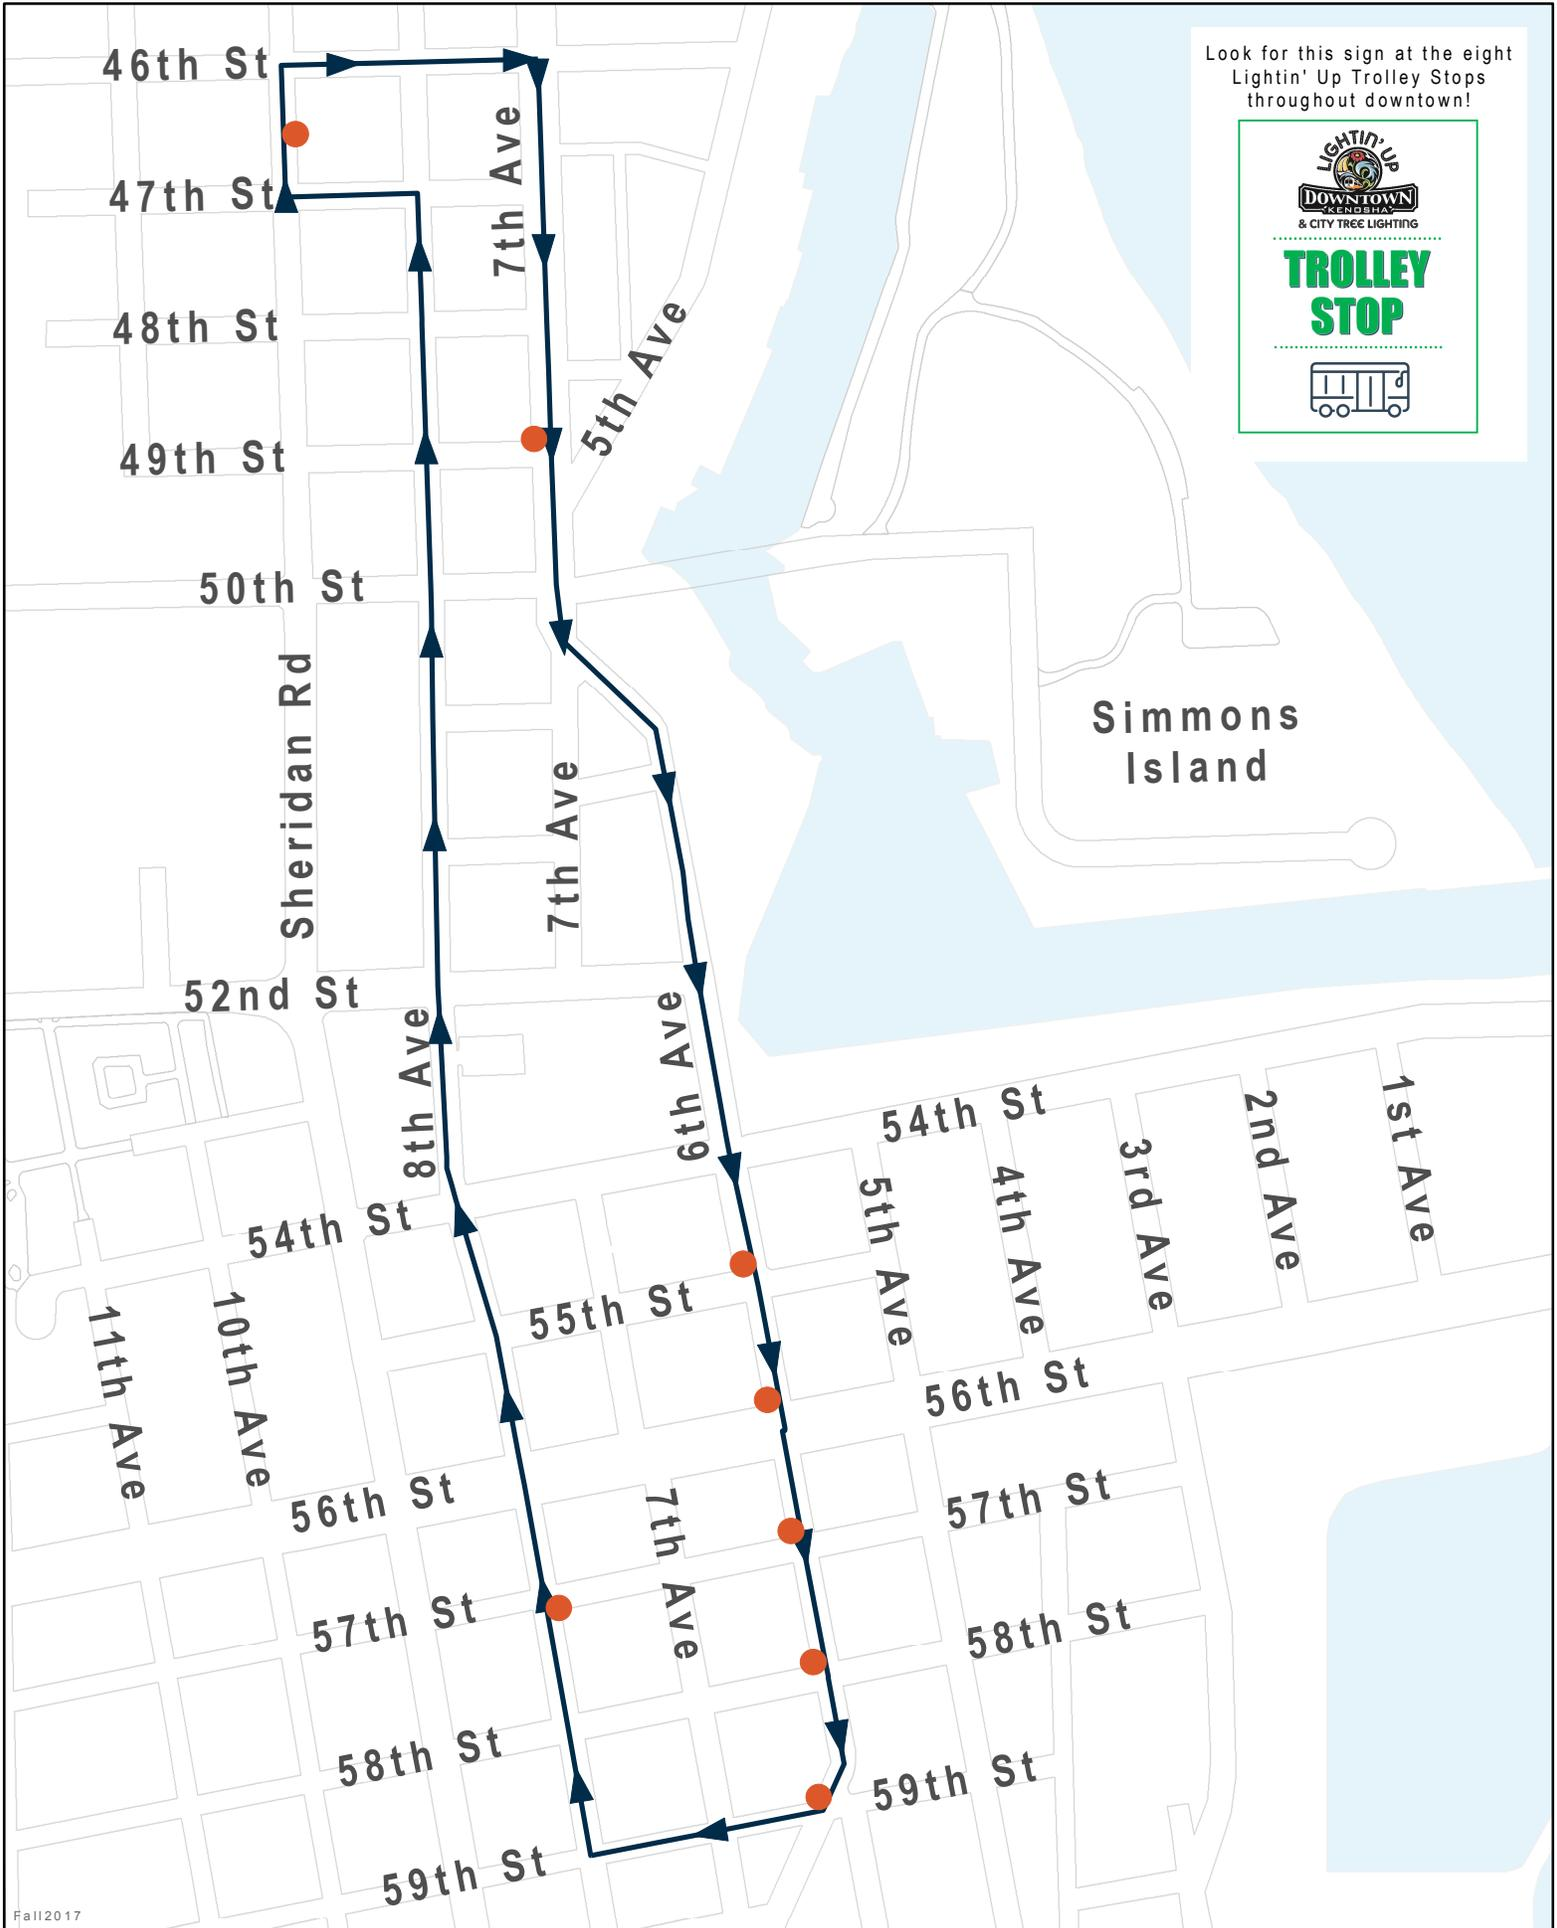 Look for this sign at the eight
Lightin' Up Trolley Stops
throughout downtown!
LIGHTIN' UP
DOWNTOWN
KENOSHA
& CITY TREE LIGHTING
TROLLEY
STOP
46th St
7th Ave
47th St
48th St
5th Ave
49th St
50th St
Sheridan Rd
Simmons
Island
7th Ave
52nd St
8th Ave
6th Ave
54th St
1st Ave
2nd Ave
3rd Ave
4th Ave
5th Ave
54th St
55th St
11th Ave
10th Ave
56th St
56th St
57th St
7th Ave
57th St
58th St
58th St
59th St
59th St
Fall2017